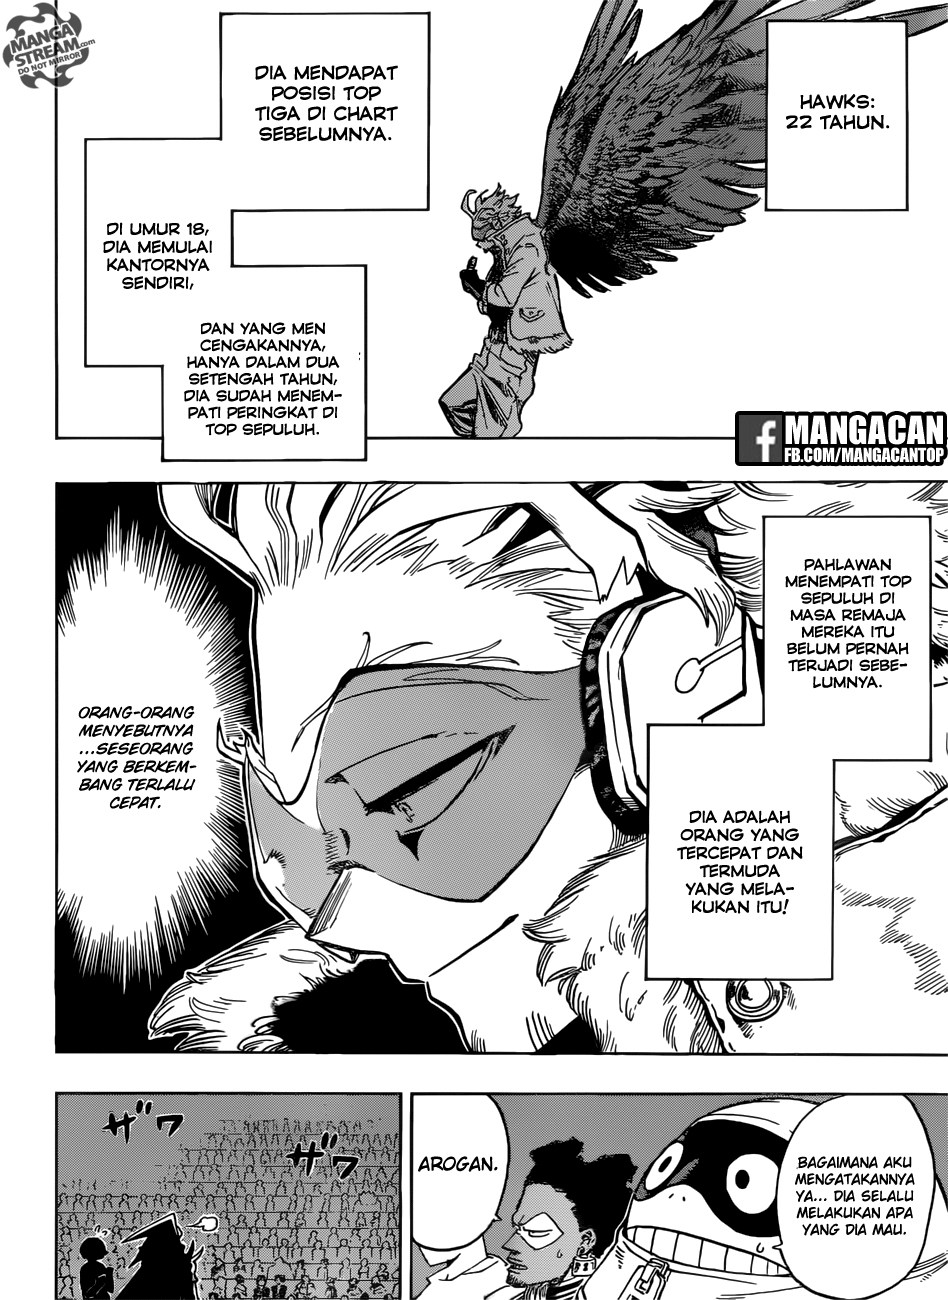 MANGA
STREAM.com
DO NOT MIRROR
HAWKS:
22 TAHUN.
DIA MENDAPAT
POSISI TOP
TIGA DI CHART
SEBELUMNYA.
DI UMUR 18,
DIA MEMULAI
KANTORNYA
SENDIRI,
DAN YANG MEN
CENGAKANNYA,
HANYA DALAM DUA
SETENGAH TAHUN,
DIA SUDAH MENEM-
PATI PERINGKAT DI
TOP SEPULUH.
f MANGACAN
FB.COM/MANGACANTOP
PAHLAWAN
MENEMPATI TOP
SEPULUH DI
MASA REMAJA
MEREKA ITU
BELUM PERNAH
TERJADI SEBE-
LUMNYA.
DIA ADALAH
ORANG YANG
TERCEPAT DAN
TERMUDA
YANG MELA-
KUKAN ITU!
ORANG-ORANG
MENYEBUTNYA
...SESEORANG
YANG BERKEM-
BANG TERLALU
CEPAT.
BAGAIMANA AKU
MENGATAKANNYA
YA... DIA SELALU
MELAKUKAN APA
YANG DIA MAU.
AROGAN.
ザワ
ザワ